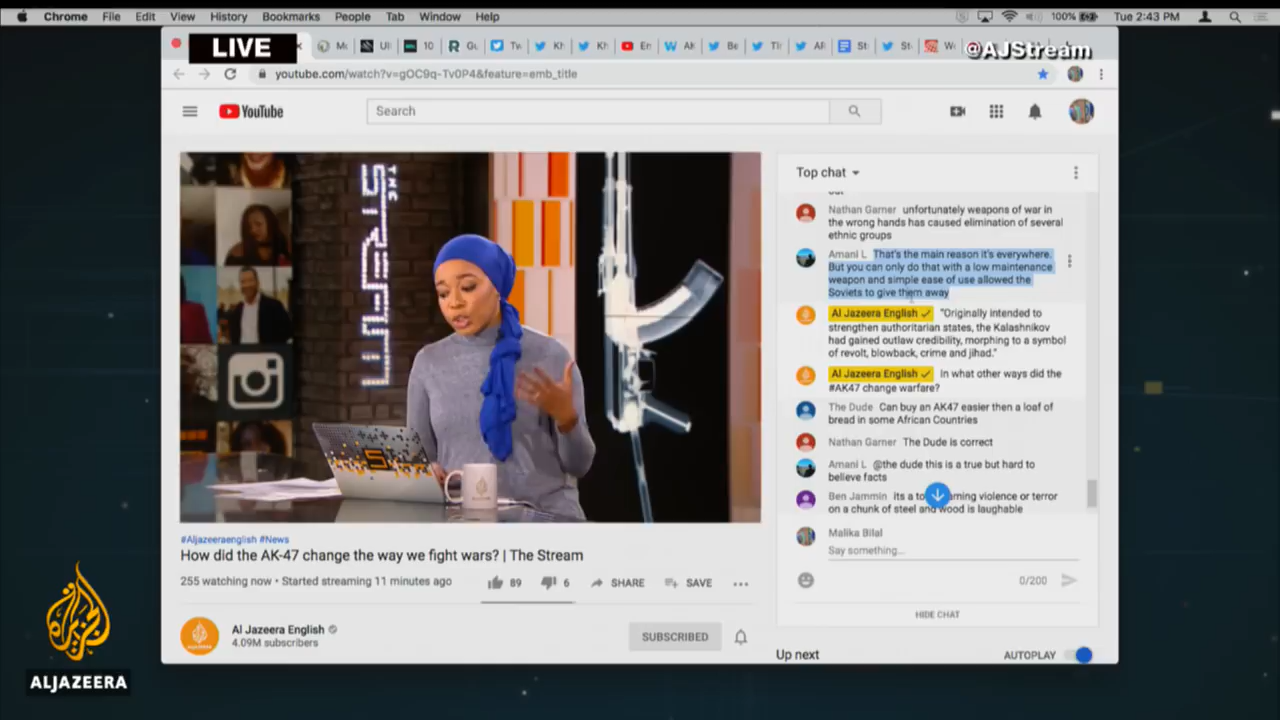 Chrome File Edit View History Bookmarks People Tab Window Help
100% Tue 2:43 PM
LIVE
@AJStream
youtube.com/watch?v=gOC9q-Tv0P4&feature=emb_title
YouTube
Search
THE
STREAM
S
Top chat
Nathan Garner unfortunately weapons of war in
the wrong hands has caused elimination of several
ethnic groups
Amani L That's the main reason it's everywhere.
But you can only do that with a low maintenance
weapon and simple ease of use allowed the
Soviets to give them away
Al Jazeera English "Originally intended to
strengthen authoritarian states, the Kalashnikov
had gained outlaw credibility, morphing to a symbol
of revolt, blowback, crime and jihad."
Al Jazeera English In what other ways did the
#AK47 change warfare?
The Dude Can buy an AK47 easier then a loaf of
bread in some African Countries
Nathan Garner The Dude is correct
Amani L @the dude this is a true but hard to
believe facts
Ben Jammin its a aming violence or terror
on a chunk of steel and wood is laughable
Malika Bilal
Say something...
0/200
HIDE CHAT
#Aljazeeraenglish #News
How did the AK-47 change the way we fight wars? | The Stream
255 watching now • Started streaming 11 minutes ago
89 6 SHARE SAVE
Al Jazeera English
4.09M subscribers
SUBSCRIBED
Up next AUTOPLAY
الجزيرة
ALJAZEERA